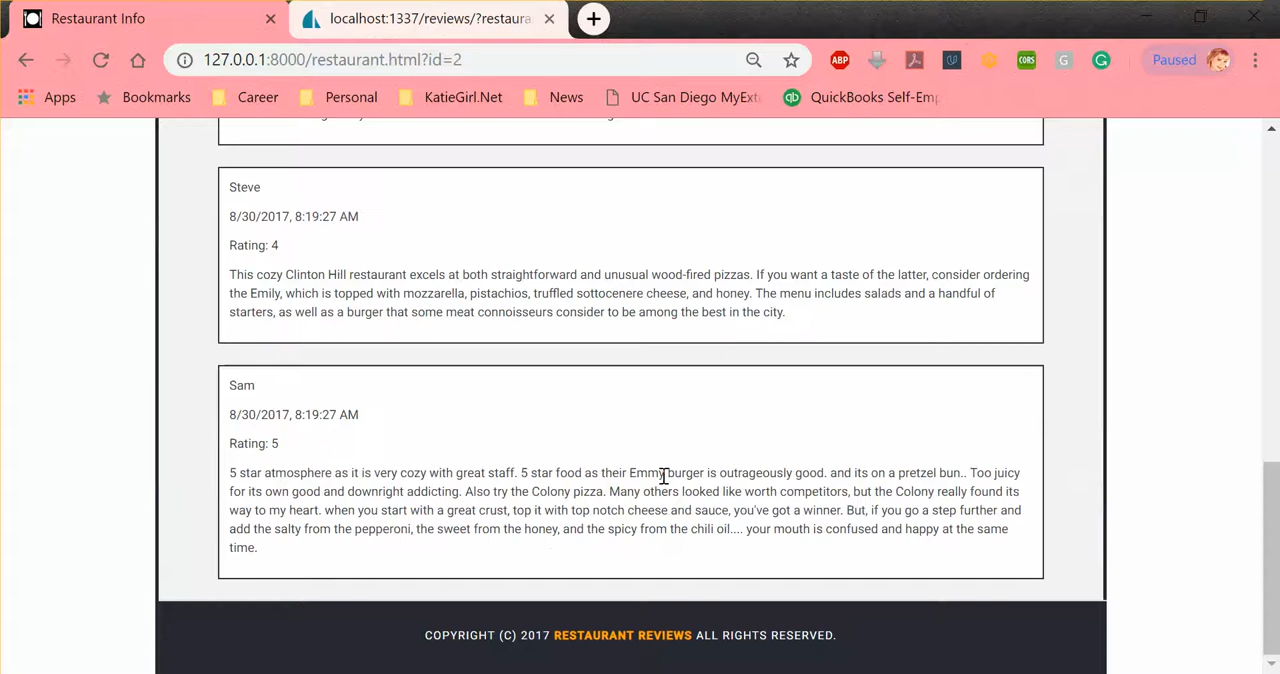 Restaurant Info
localhost:1337/reviews/?restaura
127.0.0.1:8000/restaurant.html?id=2
ABP
CORS
G
Paused
Apps
Bookmarks
Career
Personal
KatieGirl.Net
News
UC San Diego MyExt
qb
QuickBooks Self-Emp
Steve
8/30/2017, 8:19:27 AM
Rating: 4
This cozy Clinton Hill restaurant excels at both straightforward and unusual wood-fired pizzas. If you want a taste of the latter, consider ordering
the Emily, which is topped with mozzarella, pistachios, truffled sottocenere cheese, and honey. The menu includes salads and a handful of
starters, as well as a burger that some meat connoisseurs consider to be among the best in the city.
Sam
8/30/2017, 8:19:27 AM
Rating: 5
5 star atmosphere as it is very cozy with great staff. 5 star food as their Emmy burger is outrageously good. and its on a pretzel bun.. Too juicy
for its own good and downright addicting. Also try the Colony pizza. Many others looked like worth competitors, but the Colony really found its
way to my heart. when you start with a great crust, top it with top notch cheese and sauce, you've got a winner. But, if you go a step further and
add the salty from the pepperoni, the sweet from the honey, and the spicy from the chili oil.... your mouth is confused and happy at the same
time.
COPYRIGHT (C) 2017 RESTAURANT REVIEWS ALL RIGHTS RESERVED.